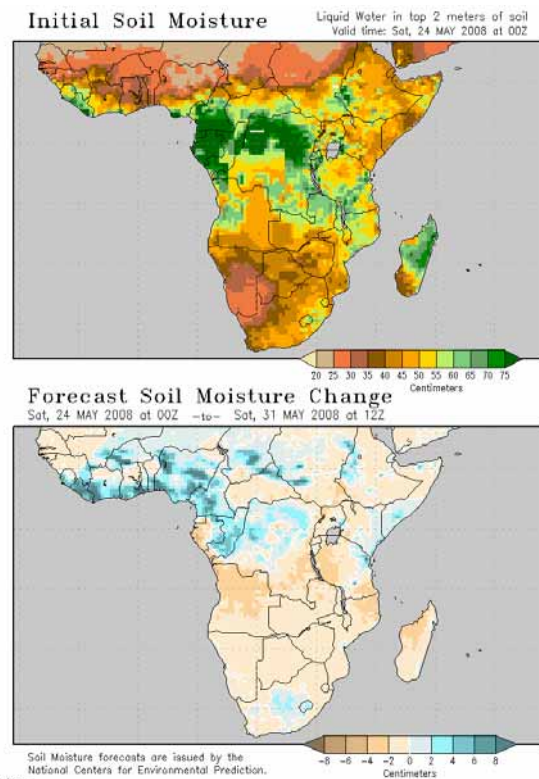 Initial Soil Moisture
Liquid Water in top 2 meters of soil
Valid time: Sat, 24 MAY 2008 at 00Z
20 25 30 35 40 45 50 55 60 65 70 75
Centimeters
Forecast Soil Moisture Change
Sat, 24 MAY 2008 at 00Z -to- Sat, 31 MAY 2008 at 12Z
Soil Moisture forecasts are issued by the
National Centers for Environmental Prediction.
-8 -6 -4 -2 0 2 4 6 8
Centimeters